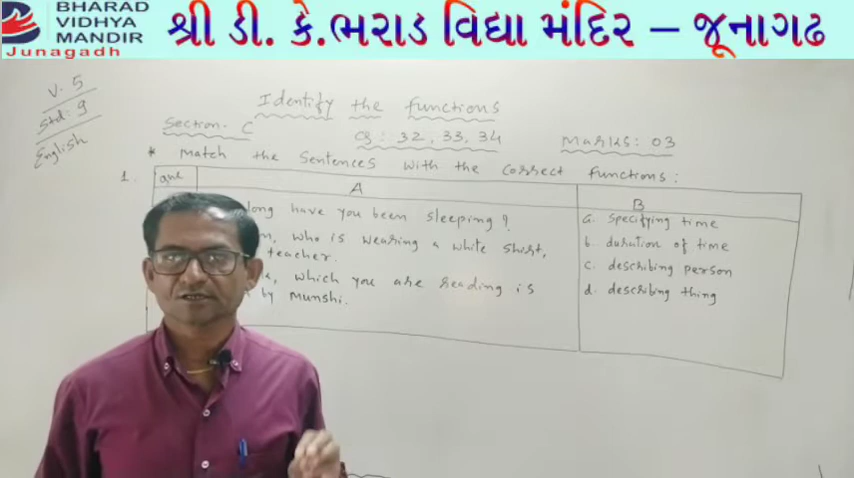 BHARAD
VIDHYA
MANDIR
Junagadh
શ્રી ડી. કે.ભરાડ વિદ્યા મંદિર – જૂનાગઢ
V. 5
Std: 9
English
Identify the functions
Section- C
Q: 32, 33, 34
Marks: 03
* Match the sentences with the correct functions:
1.
que
A
B
long have you been sleeping?
a. specifying time
who is wearing a white shirt,
b. duration of time
teacher.
c. describing person
which you are reading is
d. describing thing
by Munshi.